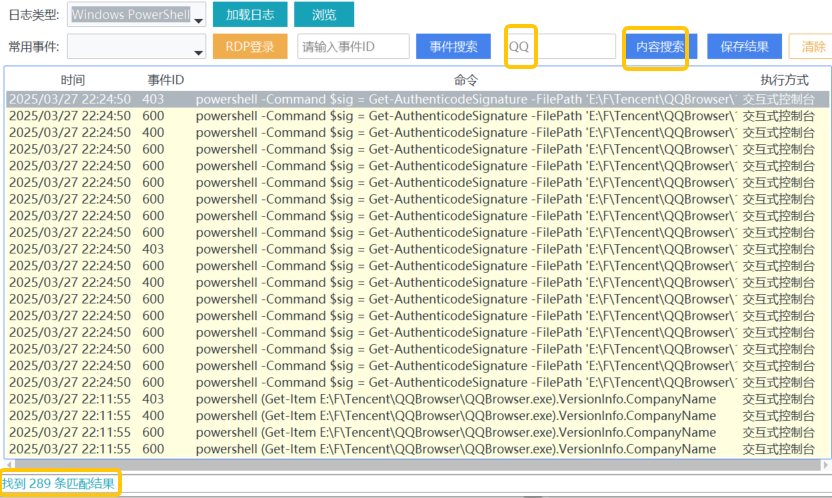 日志类型: Windows PowerShell 加载日志 浏览
常用事件: RDP登录 请输入事件ID 事件搜索 QQ 内容搜索 保存结果 清除
时间 事件ID 命令 执行方式
2025/03/27 22:24:50 403 powershell -Command $sig = Get-AuthenticodeSignature -FilePath 'E:\F\Tencent\QQBrowser\ 交互式控制台
2025/03/27 22:24:50 600 powershell -Command $sig = Get-AuthenticodeSignature -FilePath 'E:\F\Tencent\QQBrowser\ 交互式控制台
2025/03/27 22:24:50 400 powershell -Command $sig = Get-AuthenticodeSignature -FilePath 'E:\F\Tencent\QQBrowser\ 交互式控制台
2025/03/27 22:24:50 600 powershell -Command $sig = Get-AuthenticodeSignature -FilePath 'E:\F\Tencent\QQBrowser\ 交互式控制台
2025/03/27 22:24:50 600 powershell -Command $sig = Get-AuthenticodeSignature -FilePath 'E:\F\Tencent\QQBrowser\ 交互式控制台
2025/03/27 22:24:50 600 powershell -Command $sig = Get-AuthenticodeSignature -FilePath 'E:\F\Tencent\QQBrowser\ 交互式控制台
2025/03/27 22:24:50 600 powershell -Command $sig = Get-AuthenticodeSignature -FilePath 'E:\F\Tencent\QQBrowser\ 交互式控制台
2025/03/27 22:24:50 600 powershell -Command $sig = Get-AuthenticodeSignature -FilePath 'E:\F\Tencent\QQBrowser\ 交互式控制台
2025/03/27 22:24:50 600 powershell -Command $sig = Get-AuthenticodeSignature -FilePath 'E:\F\Tencent\QQBrowser\ 交互式控制台
2025/03/27 22:24:50 403 powershell -Command $sig = Get-AuthenticodeSignature -FilePath 'E:\F\Tencent\QQBrowser\ 交互式控制台
2025/03/27 22:24:50 600 powershell -Command $sig = Get-AuthenticodeSignature -FilePath 'E:\F\Tencent\QQBrowser\ 交互式控制台
2025/03/27 22:24:50 400 powershell -Command $sig = Get-AuthenticodeSignature -FilePath 'E:\F\Tencent\QQBrowser\ 交互式控制台
2025/03/27 22:24:50 600 powershell -Command $sig = Get-AuthenticodeSignature -FilePath 'E:\F\Tencent\QQBrowser\ 交互式控制台
2025/03/27 22:24:50 600 powershell -Command $sig = Get-AuthenticodeSignature -FilePath 'E:\F\Tencent\QQBrowser\ 交互式控制台
2025/03/27 22:24:50 600 powershell -Command $sig = Get-AuthenticodeSignature -FilePath 'E:\F\Tencent\QQBrowser\ 交互式控制台
2025/03/27 22:24:50 600 powershell -Command $sig = Get-AuthenticodeSignature -FilePath 'E:\F\Tencent\QQBrowser\ 交互式控制台
2025/03/27 22:24:50 600 powershell -Command $sig = Get-AuthenticodeSignature -FilePath 'E:\F\Tencent\QQBrowser\ 交互式控制台
2025/03/27 22:24:50 600 powershell -Command $sig = Get-AuthenticodeSignature -FilePath 'E:\F\Tencent\QQBrowser\ 交互式控制台
2025/03/27 22:11:55 403 powershell (Get-Item E:\F\Tencent\QQBrowser\QQBrowser.exe).VersionInfo.CompanyName 交互式控制台
2025/03/27 22:11:55 400 powershell (Get-Item E:\F\Tencent\QQBrowser\QQBrowser.exe).VersionInfo.CompanyName 交互式控制台
2025/03/27 22:11:55 600 powershell (Get-Item E:\F\Tencent\QQBrowser\QQBrowser.exe).VersionInfo.CompanyName 交互式控制台
2025/03/27 22:11:55 600 powershell (Get-Item E:\F\Tencent\QQBrowser\QQBrowser.exe).VersionInfo.CompanyName 交互式控制台
找到 289 条匹配结果